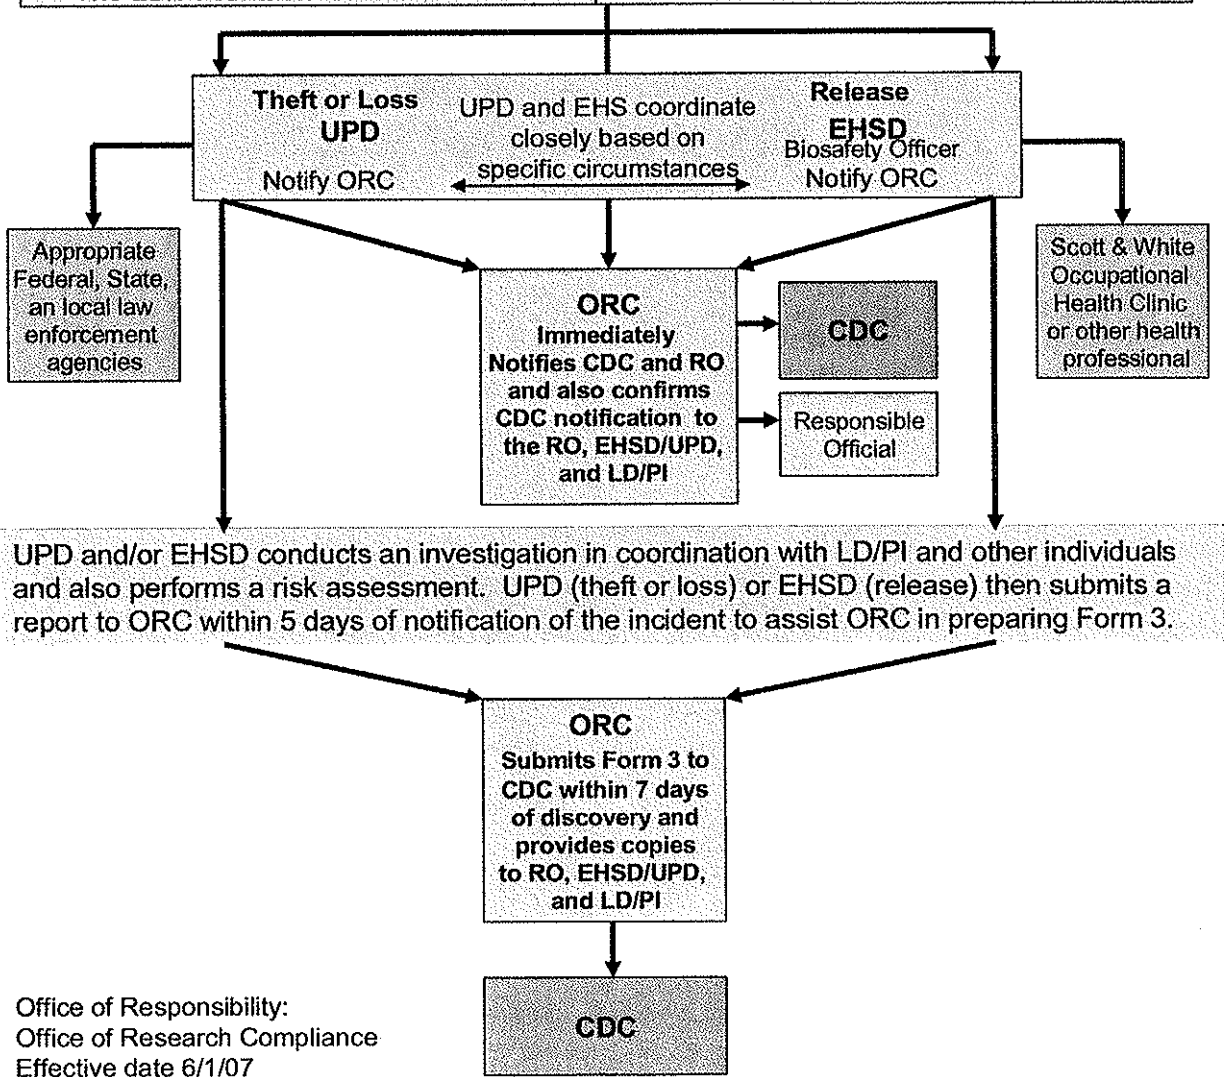 Theft or Loss
UPD
Notify ORC
UPD and EHS coordinate
closely based on
specific circumstances
Release
EHSD
Biosafety Officer
Notify ORC
Appropriate
Federal, State,
an local law
enforcement
agencies
ORC
Immediately
Notifies CDC and RO
and also confirms
CDC notification to
the RO, EHSD/UPD,
and LD/PI
CDC
Responsible
Official
Scott & White
Occupational
Health Clinic
or other health
professional
UPD and/or EHSD conducts an investigation in coordination with LD/PI and other individuals
and also performs a risk assessment. UPD (theft or loss) or EHSD (release) then submits a
report to ORC within 5 days of notification of the incident to assist ORC in preparing Form 3.
ORC
Submits Form 3 to
CDC within 7 days
of discovery and
provides copies
to RO, EHSD/UPD,
and LD/PI
CDC
Office of Responsibility:
Office of Research Compliance
Effective date 6/1/07